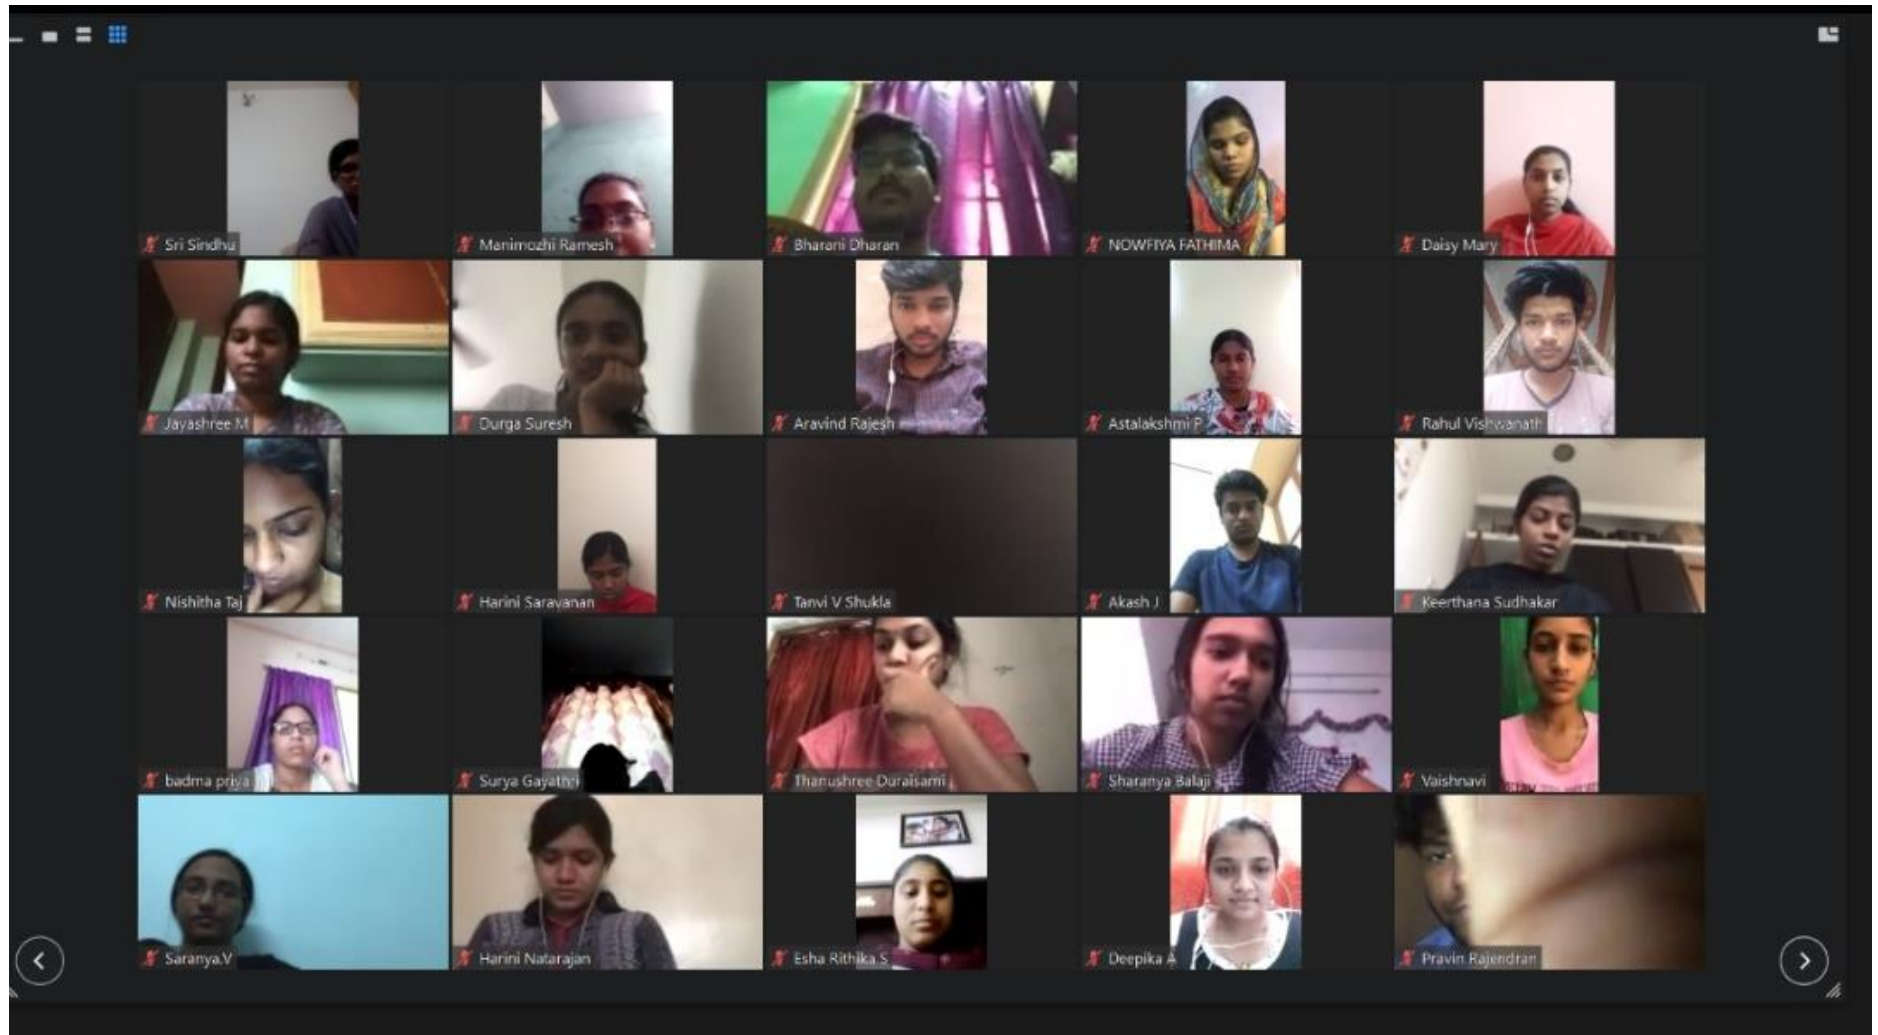 Sri Sindhu
Manimozhi Ramesh
Bharani Dharan
NOWFIYA FATHIMA
Daisy Mary
Jayashree M
Durga Suresh
Aravind Rajesh
Astalakshmi P
Rahul Vishwanath
Nishitha Taj
Harini Saravanan
Tanvi V Shukla
Akash J
Keerthana Sudhakar
badma priya
Surya Gayathri
Thanushree Duraisami
Sharanya Balaji
Vaishnavi
Saranya.V
Harini Natarajan
Esha Rithika S
Deepika A
Pravin Rajendran